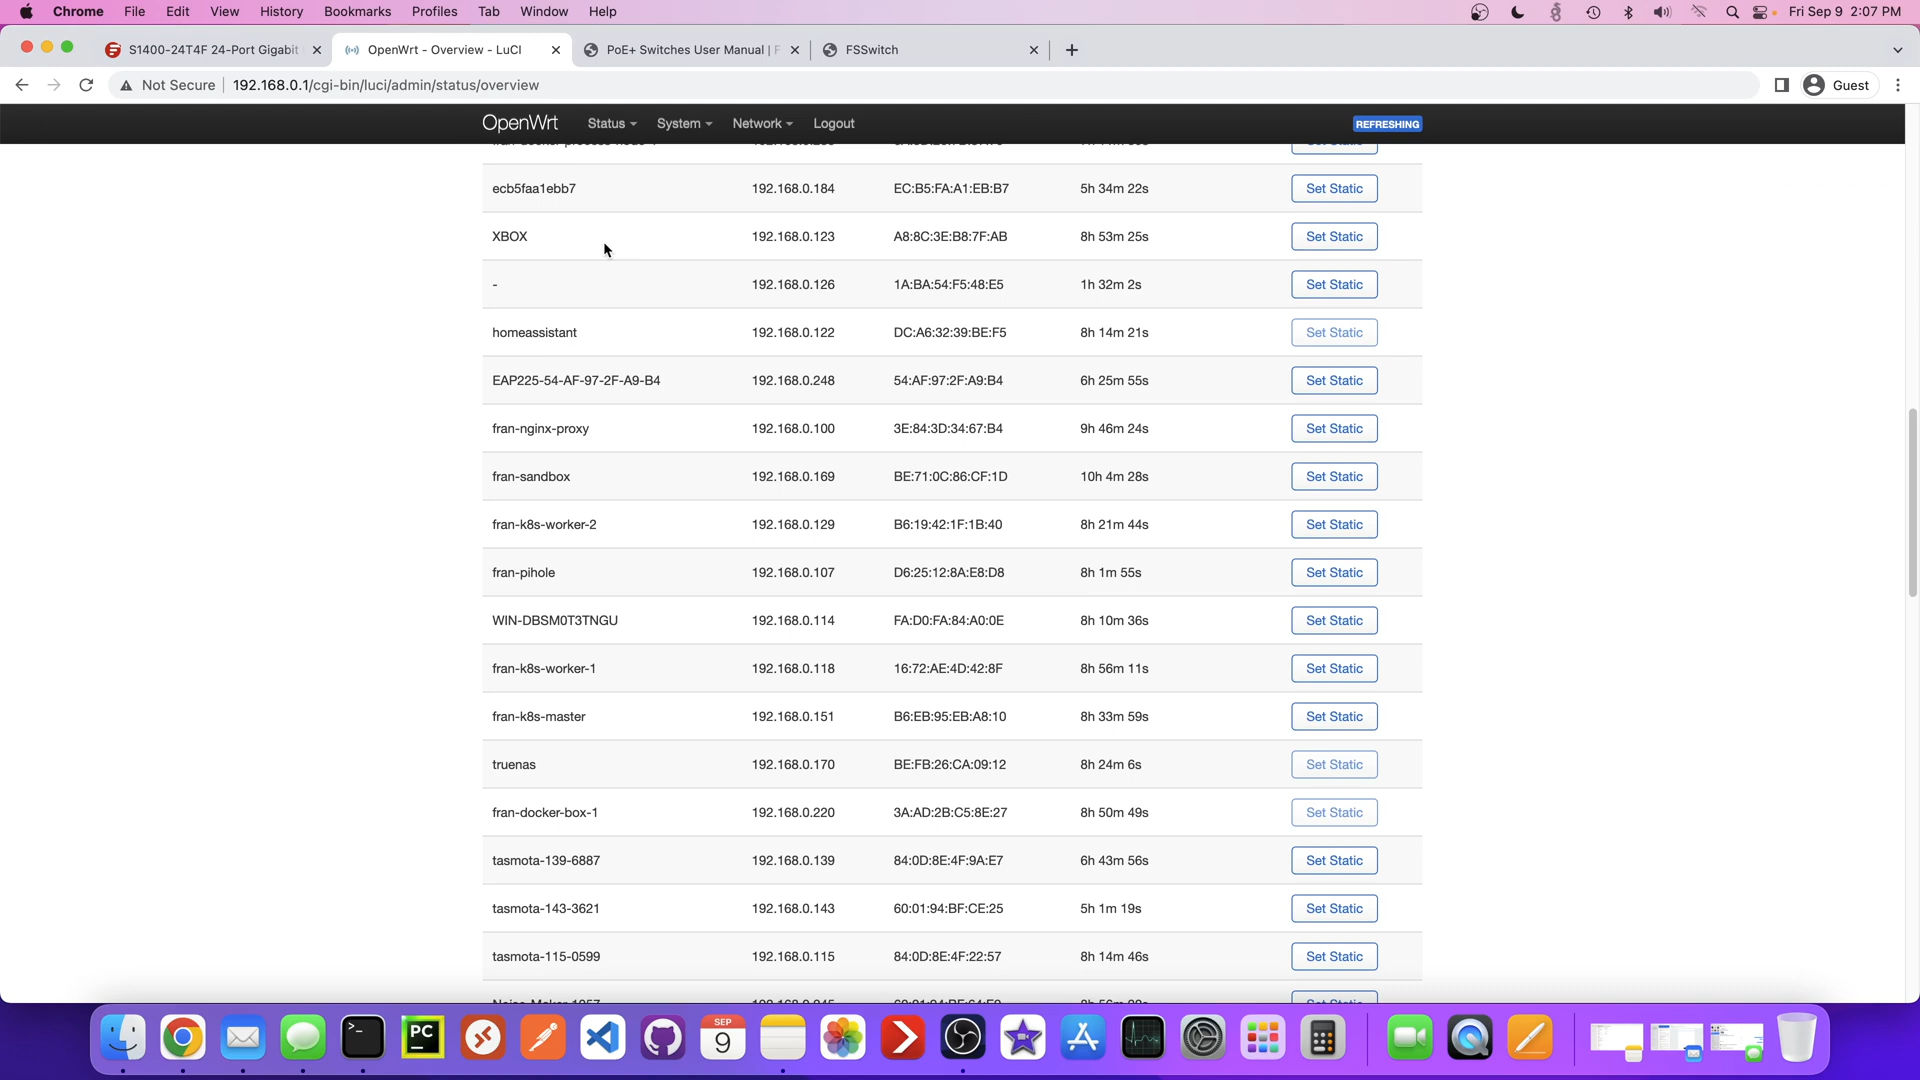 Chrome File Edit View History Bookmarks Profiles Tab Window Help Fri Sep 9 2:07 PM
S1400-24T4F 24-Port Gigabit OpenWrt - Overview - LuCI PoE+ Switches User Manual | F FSSwitch
Not Secure 192.168.0.1/cgi-bin/luci/admin/status/overview Guest
OpenWrt Status System Network Logout REFRESHING
ecb5faa1ebb7 192.168.0.184 EC:B5:FA:A1:EB:B7 5h 34m 22s Set Static
XBOX 192.168.0.123 A8:8C:3E:B8:7F:AB 8h 53m 25s Set Static
- 192.168.0.126 1A:BA:54:F5:48:E5 1h 32m 2s Set Static
homeassistant 192.168.0.122 DC:A6:32:39:BE:F5 8h 14m 21s Set Static
EAP225-54-AF-97-2F-A9-B4 192.168.0.248 54:AF:97:2F:A9:B4 6h 25m 55s Set Static
fran-nginx-proxy 192.168.0.100 3E:84:3D:34:67:B4 9h 46m 24s Set Static
fran-sandbox 192.168.0.169 BE:71:0C:86:CF:1D 10h 4m 28s Set Static
fran-k8s-worker-2 192.168.0.129 B6:19:42:1F:1B:40 8h 21m 44s Set Static
fran-pihole 192.168.0.107 D6:25:12:8A:E8:D8 8h 1m 55s Set Static
WIN-DBSM0T3TNGU 192.168.0.114 FA:D0:FA:84:A0:0E 8h 10m 36s Set Static
fran-k8s-worker-1 192.168.0.118 16:72:AE:4D:42:8F 8h 56m 11s Set Static
fran-k8s-master 192.168.0.151 B6:EB:95:EB:A8:10 8h 33m 59s Set Static
truenas 192.168.0.170 BE:FB:26:CA:09:12 8h 24m 6s Set Static
fran-docker-box-1 192.168.0.220 3A:AD:2B:C5:8E:27 8h 50m 49s Set Static
tasmota-139-6887 192.168.0.139 84:0D:8E:4F:9A:E7 6h 43m 56s Set Static
tasmota-143-3621 192.168.0.143 60:01:94:BF:CE:25 5h 1m 19s Set Static
tasmota-115-0599 192.168.0.115 84:0D:8E:4F:22:57 8h 14m 46s Set Static
PC
SEP
9